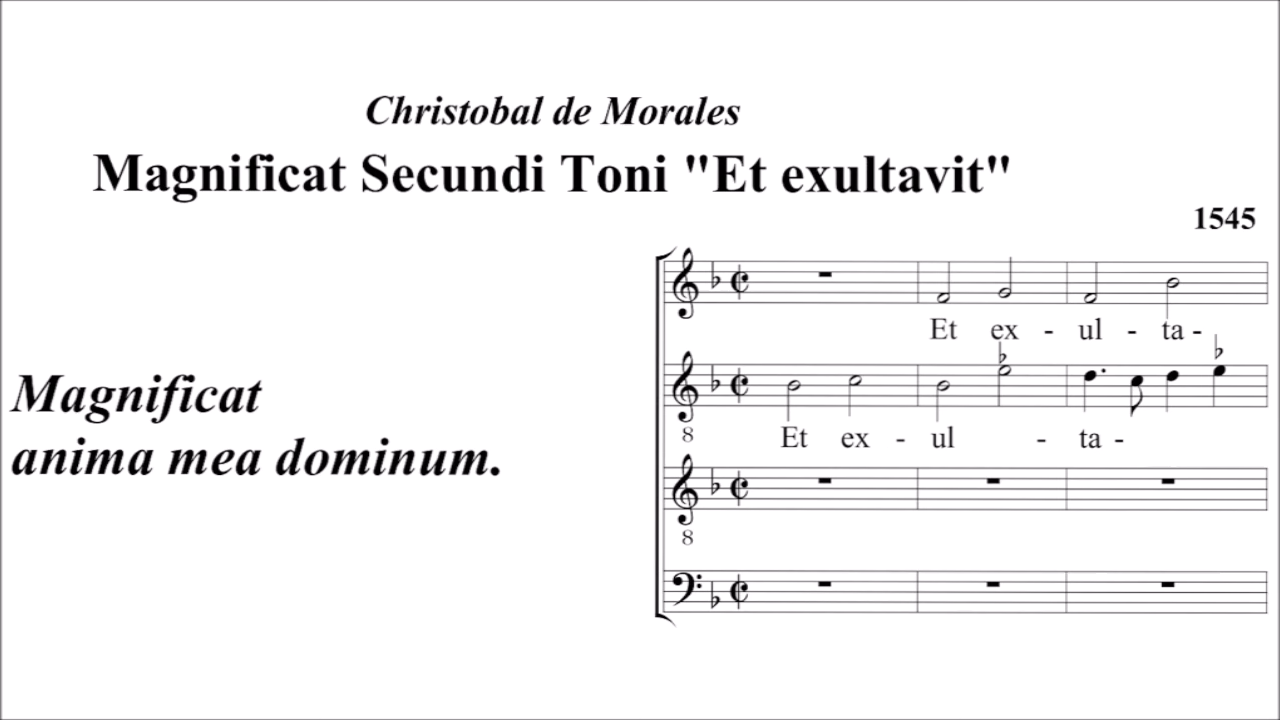 Christobal de Morales
Magnificat Secundi Toni "Et exultavit"
1545
Et ex - ul - ta -
Magnificat
anima mea dominum.
8
Et ex - ul - ta -
8